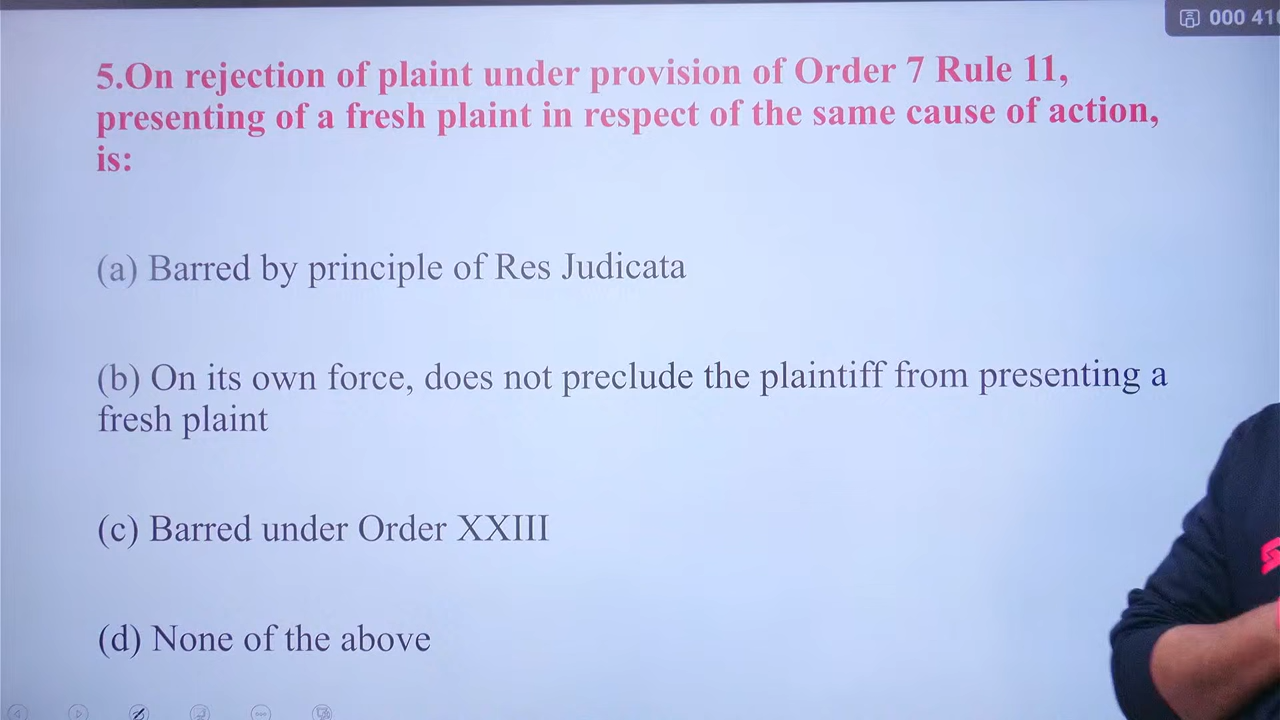 000 410
5.On rejection of plaint under provision of Order 7 Rule 11,
presenting of a fresh plaint in respect of the same cause of action,
is:
(a) Barred by principle of Res Judicata
(b) On its own force, does not preclude the plaintiff from presenting a
fresh plaint
(c) Barred under Order XXIII
(d) None of the above